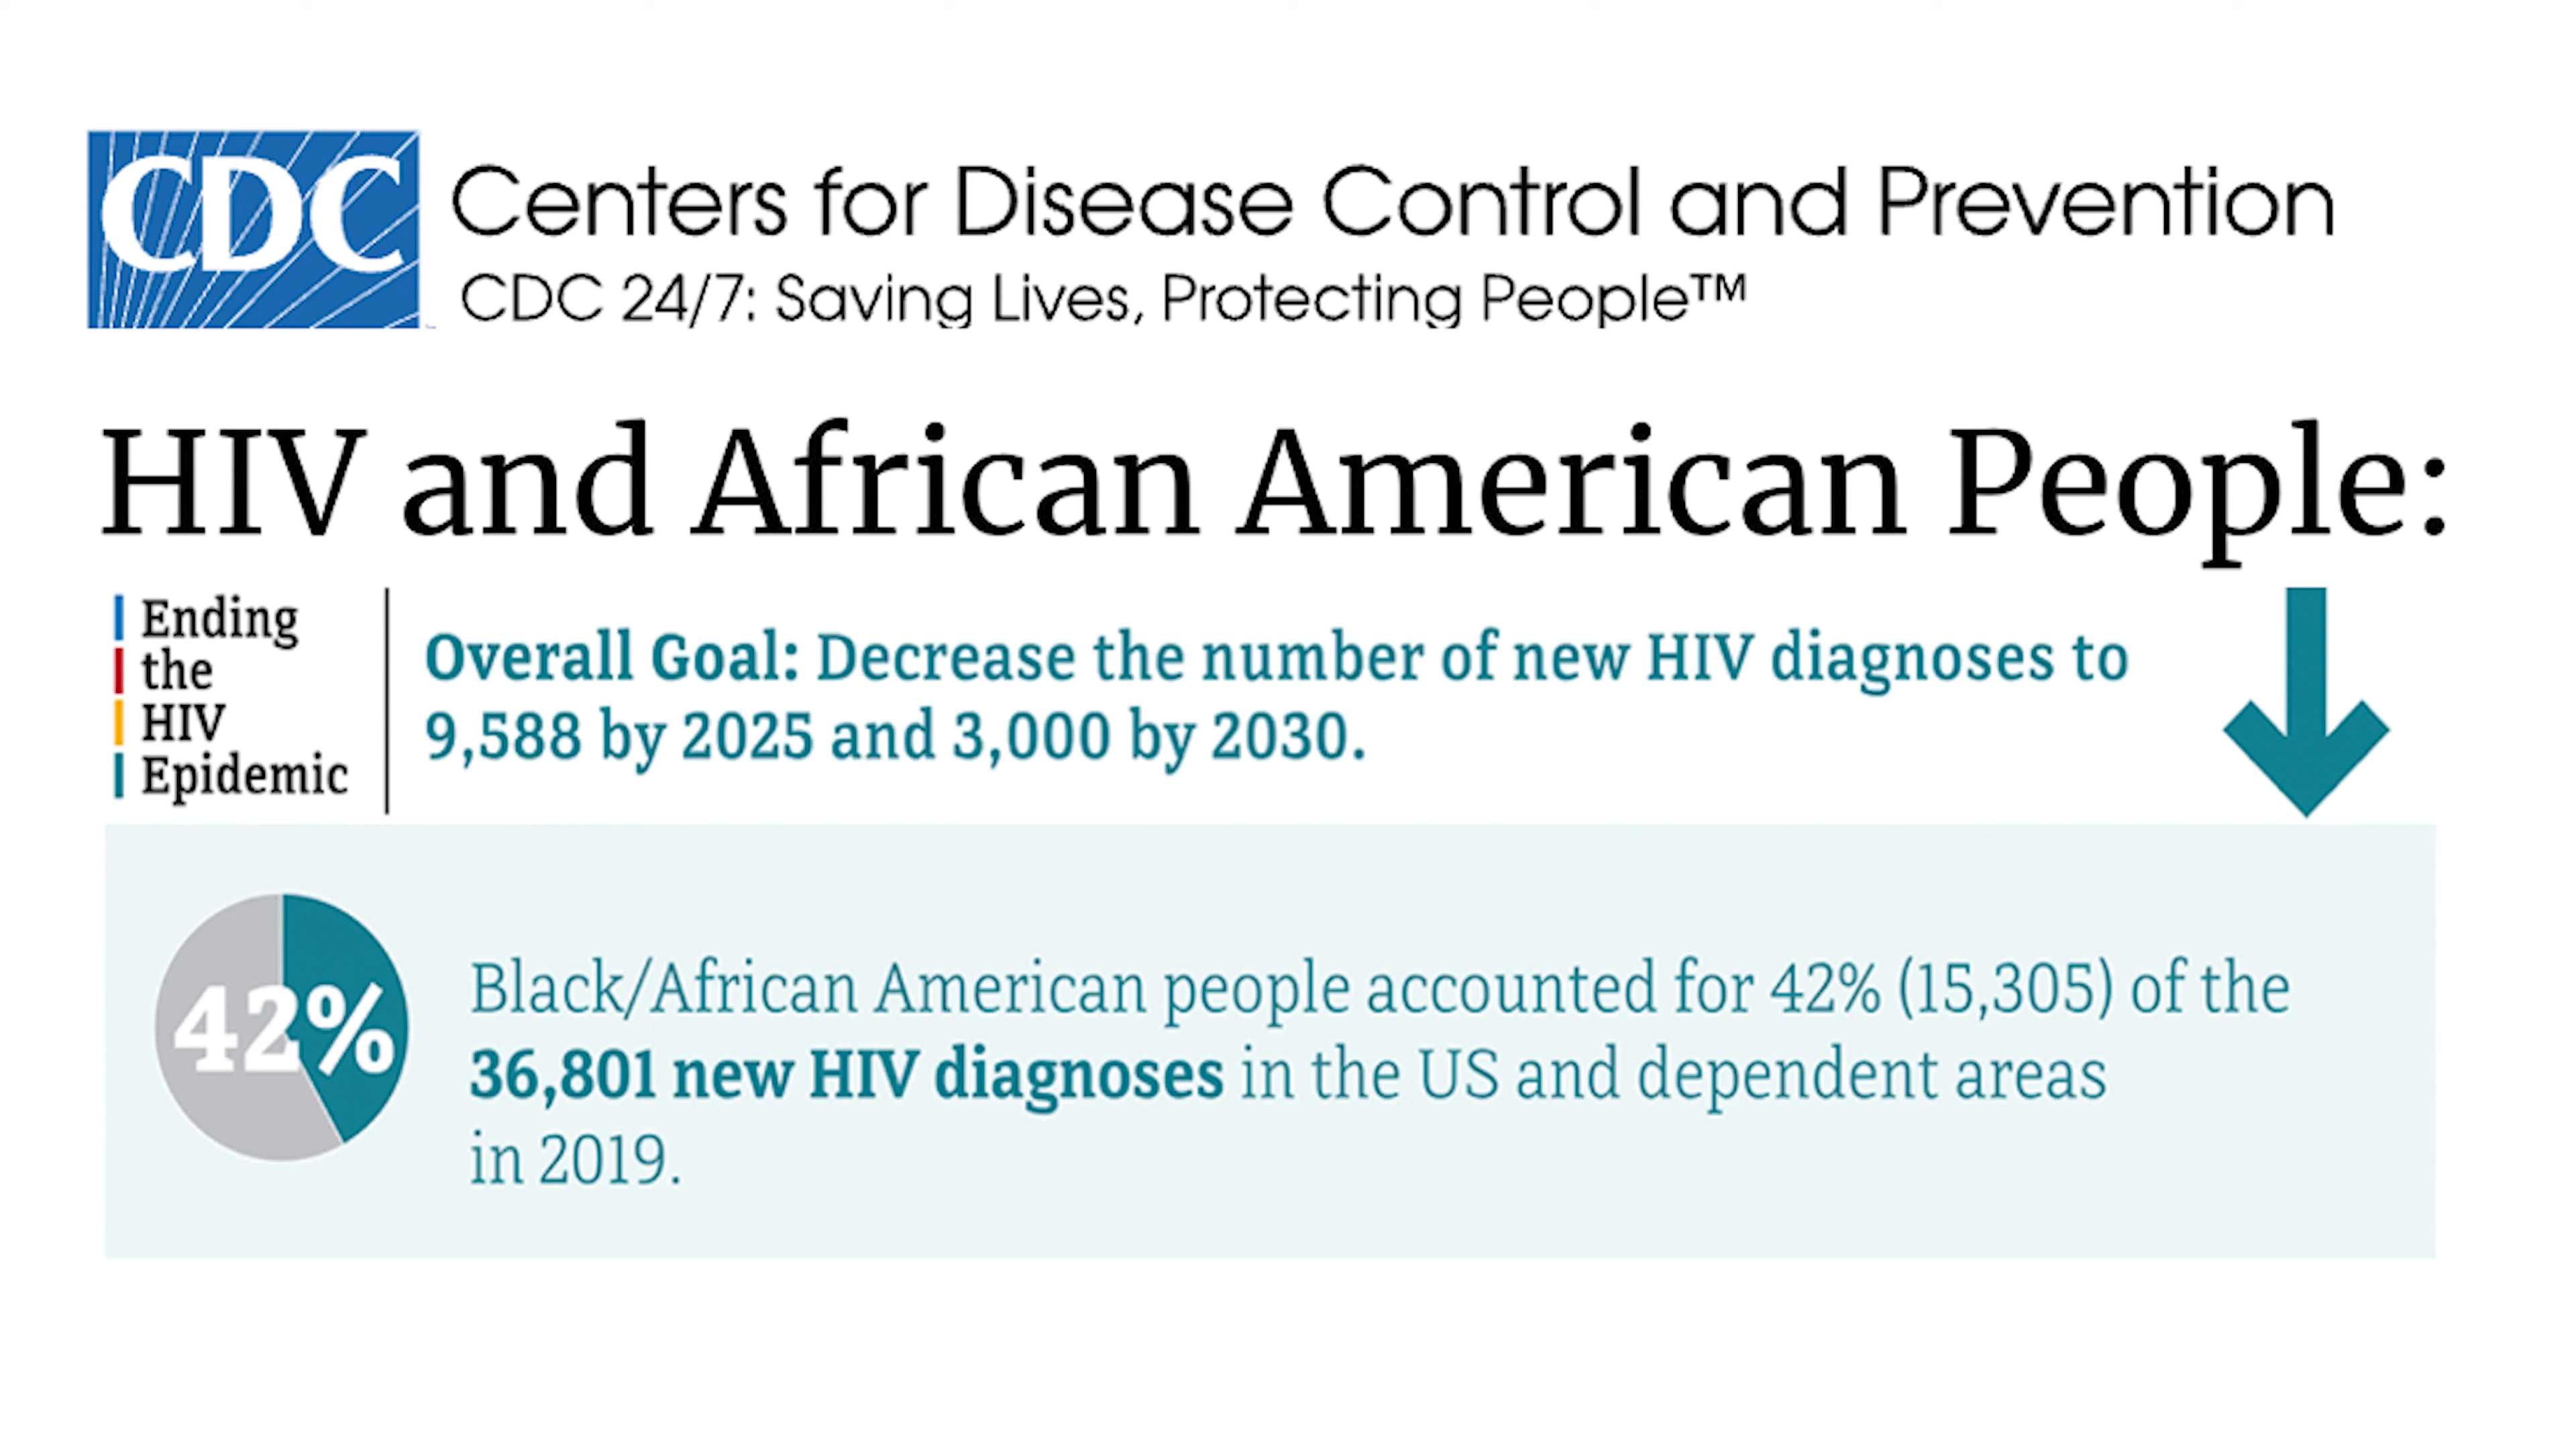 CDC
Centers for Disease Control and Prevention
CDC 24/7: Saving Lives, Protecting People™
HIV and African American People:
Ending
the
HIV
Epidemic
Overall Goal: Decrease the number of new HIV diagnoses to
9,588 by 2025 and 3,000 by 2030.
42%
Black/African American people accounted for 42% (15,305) of the
36,801 new HIV diagnoses in the US and dependent areas
in 2019.